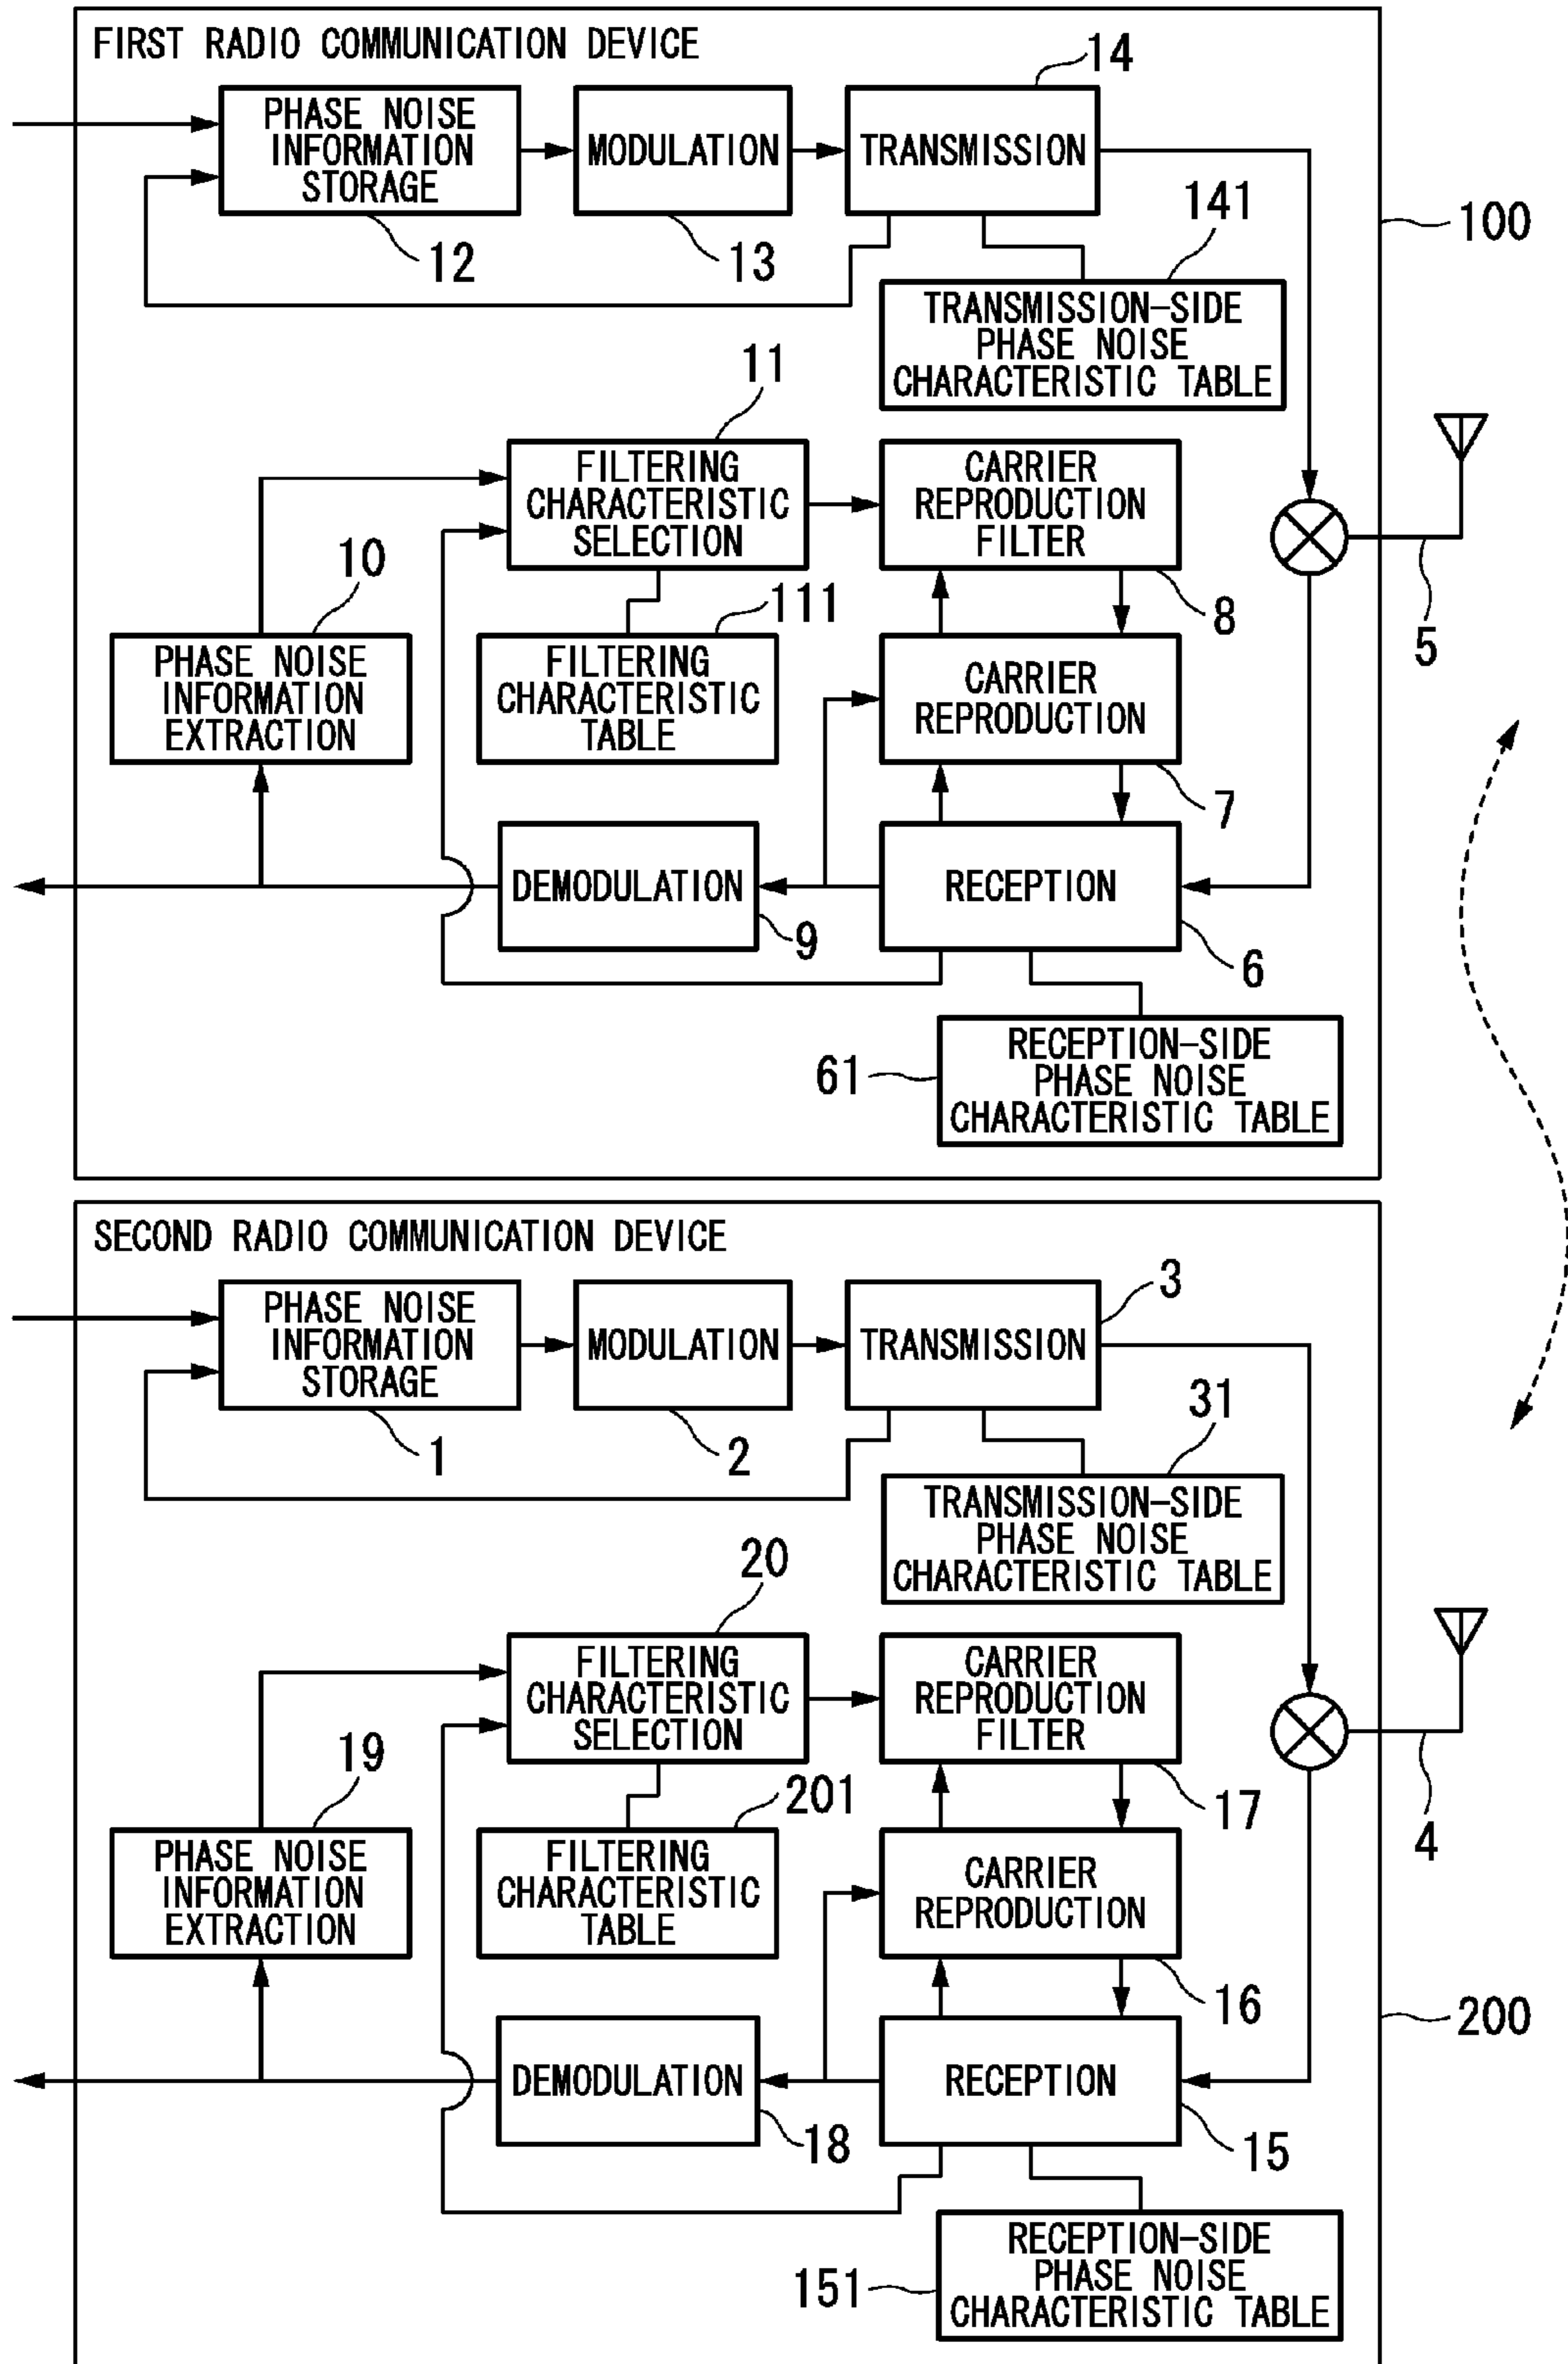 FIRST RADIO COMMUNICATION DEVICE
14
PHASE NOISE
INFORMATION
STORAGE
MODULATION
TRANSMISSION
12
13
141
100
TRANSMISSION-SIDE
PHASE NOISE
CHARACTERISTIC TABLE
11
FILTERING
CHARACTERISTIC
SELECTION
CARRIER
REPRODUCTION
FILTER
10
111
8
5
PHASE NOISE
INFORMATION
EXTRACTION
FILTERING
CHARACTERISTIC
TABLE
CARRIER
REPRODUCTION
7
DEMODULATION
RECEPTION
9
6
61
RECEPTION-SIDE
PHASE NOISE
CHARACTERISTIC TABLE
SECOND RADIO COMMUNICATION DEVICE
3
PHASE NOISE
INFORMATION
STORAGE
MODULATION
TRANSMISSION
1
2
31
TRANSMISSION-SIDE
PHASE NOISE
CHARACTERISTIC TABLE
20
FILTERING
CHARACTERISTIC
SELECTION
CARRIER
REPRODUCTION
FILTER
19
201
17
4
PHASE NOISE
INFORMATION
EXTRACTION
FILTERING
CHARACTERISTIC
TABLE
CARRIER
REPRODUCTION
16
200
DEMODULATION
RECEPTION
18
15
151
RECEPTION-SIDE
PHASE NOISE
CHARACTERISTIC TABLE